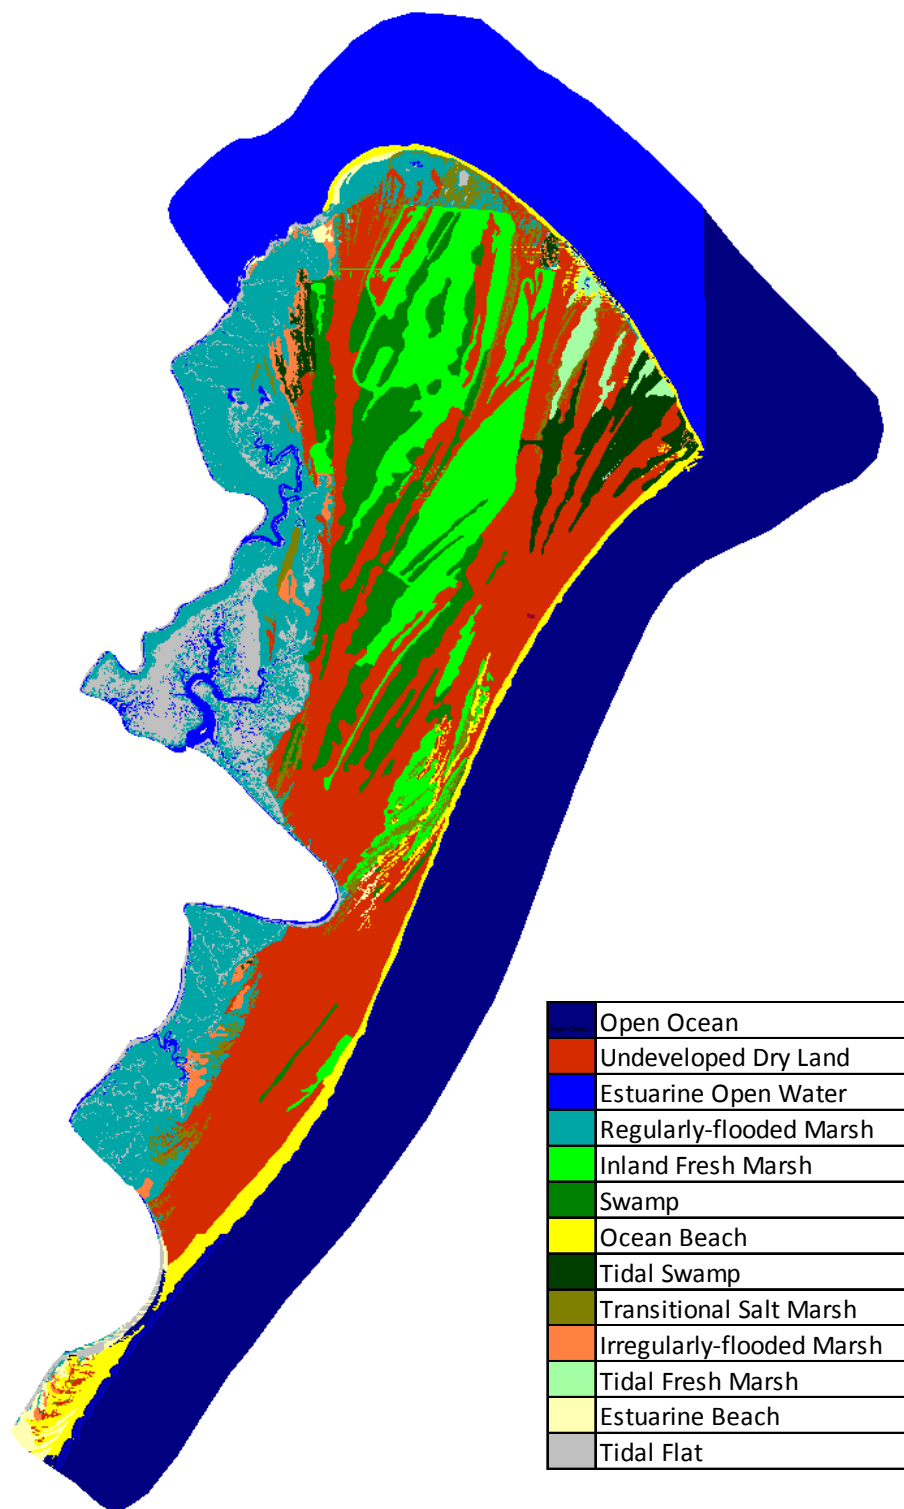 Open Ocean
Undeveloped Dry Land
Estuarine Open Water
Regularly-flooded Marsh
Inland Fresh Marsh
Swamp
Ocean Beach
Tidal Swamp
Transitional Salt Marsh
Irregularly-flooded Marsh
Tidal Fresh Marsh
Estuarine Beach
Tidal Flat